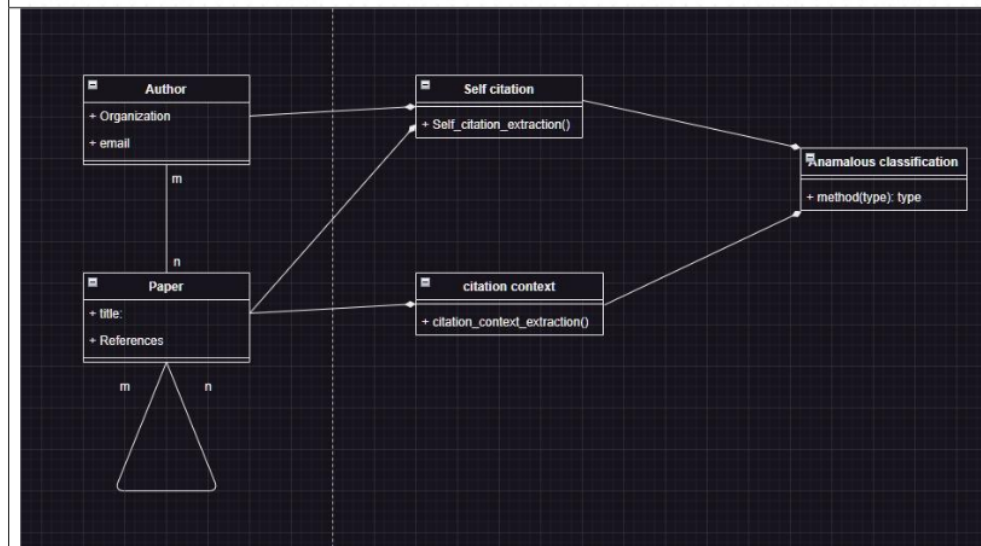 Author
+ Organization
+ email
m
n
Paper
+ title:
+ References
m
n
Self citation
+ Self_citation_extraction()
citation context
+ citation_context_extraction()
Anamalous classification
+ method(type): type